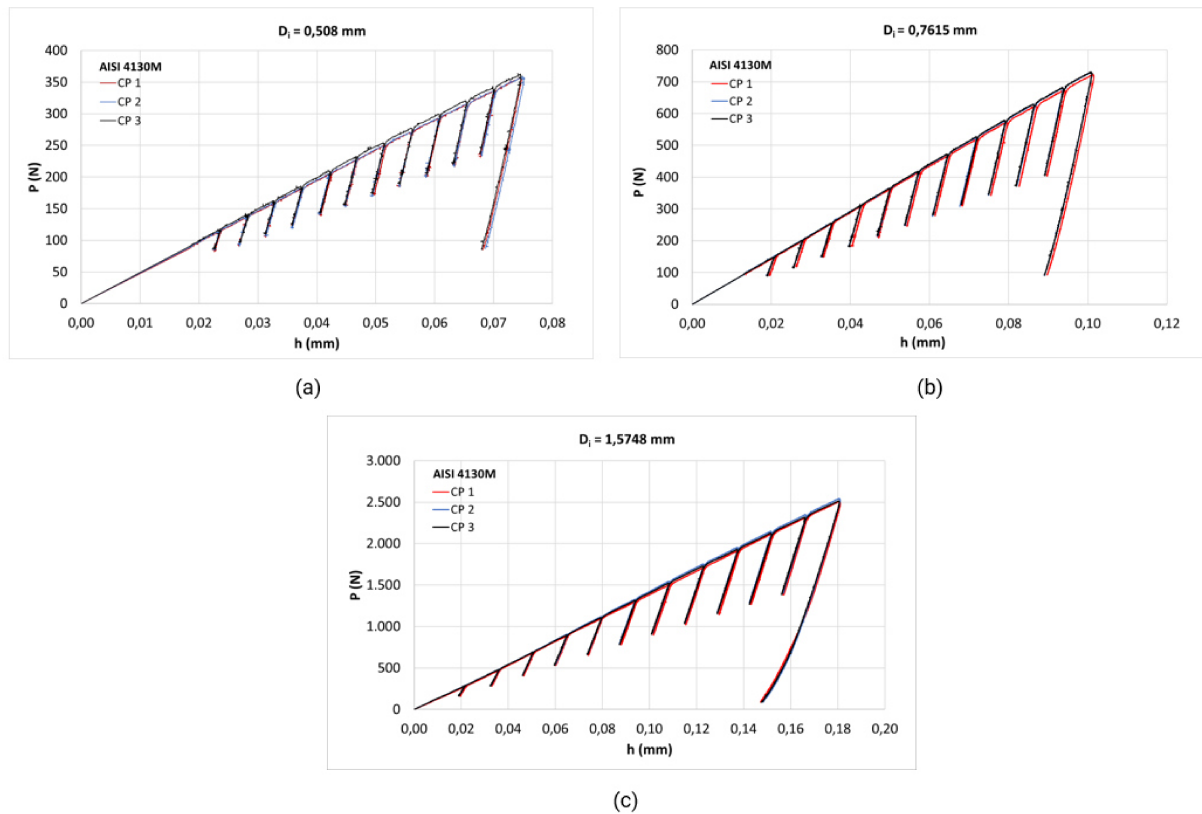 D_i = 0,508 mm
400
350
300
250
200
150
100
50
0
P (N)
AISI 4130M
CP 1
CP 2
CP 3
0,00 0,01 0,02 0,03 0,04 0,05 0,06 0,07 0,08
h (mm)
(a)
D_i = 0,7615 mm
800
700
600
500
400
300
200
100
0
P (N)
AISI 4130M
CP 1
CP 2
CP 3
0,00 0,02 0,04 0,06 0,08 0,10 0,12
h (mm)
(b)
D_i = 1,5748 mm
3.000
2.500
2.000
1.500
1.000
500
0
P (N)
AISI 4130M
CP 1
CP 2
CP 3
0,00 0,02 0,04 0,06 0,08 0,10 0,12 0,14 0,16 0,18 0,20
h (mm)
(c)